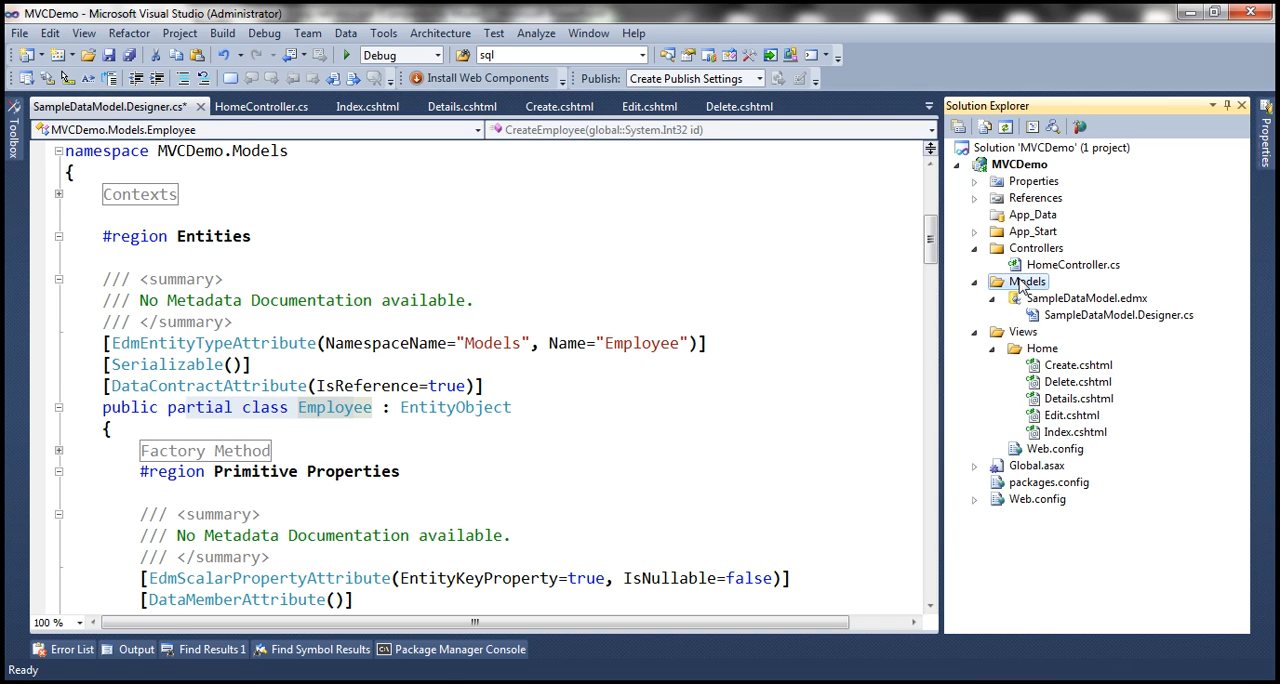 MVCDemo - Microsoft Visual Studio (Administrator)
File Edit View Refactor Project Build Debug Team Data Tools Architecture Test Analyze Window Help
Debug sql
Install Web Components Publish: Create Publish Settings
SampleDataModel.Designer.cs* HomeController.cs Index.cshtml Details.cshtml Create.cshtml Edit.cshtml Delete.cshtml
MVCDemo.Models.Employee CreateEmployee(global::System.Int32 id)
namespace MVCDemo.Models
{
Contexts
#region Entities
/// <summary>
/// No Metadata Documentation available.
/// </summary>
[EdmEntityTypeAttribute(NamespaceName="Models", Name="Employee")]
[Serializable()]
[DataContractAttribute(IsReference=true)]
public partial class Employee : EntityObject
{
Factory Method
#region Primitive Properties
/// <summary>
/// No Metadata Documentation available.
/// </summary>
[EdmScalarPropertyAttribute(EntityKeyProperty=true, IsNullable=false)]
[DataMemberAttribute()]
100 %
Toolbox
Solution Explorer
Solution 'MVCDemo' (1 project)
MVCDemo
Properties
References
App_Data
App_Start
Controllers
HomeController.cs
Models
SampleDataModel.edmx
SampleDataModel.Designer.cs
Views
Home
Create.cshtml
Delete.cshtml
Details.cshtml
Edit.cshtml
Index.cshtml
Web.config
Global.asax
packages.config
Web.config
Properties
Error List Output Find Results 1 Find Symbol Results Package Manager Console
Ready